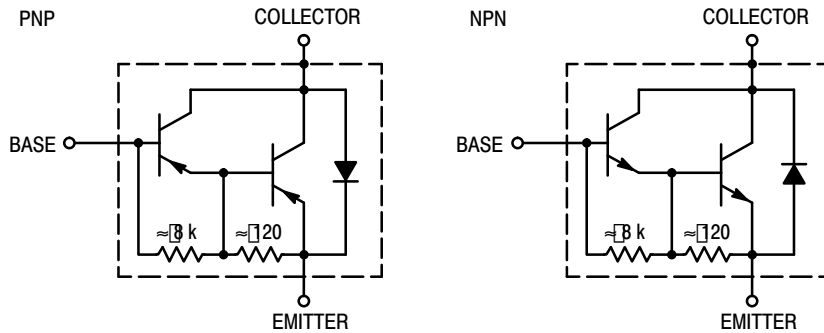 PNP
COLLECTOR
BASE
≈ 8 k
≈ 120
EMITTER
NPN
COLLECTOR
BASE
≈ 8 k
≈ 120
EMITTER